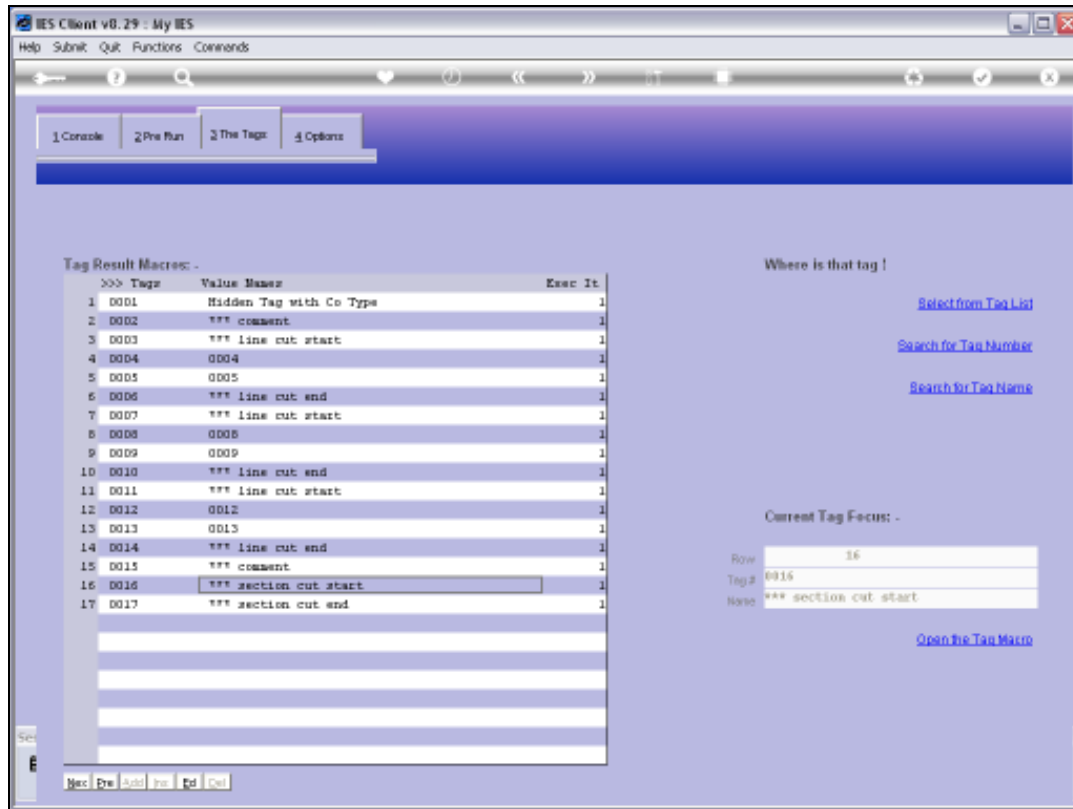 IES Client v8.29 : My IES
Help Submit Quit Functions Commands
1 Console 2 Pre Run 3 The Tags 4 Options
Tag Result Macros: - Where is that tag !
>>> Tags Value Names Exec It
1 0001 Hidden Tag with Co Type 1
2 0002 *** comment 1
3 0003 *** line cut start 1
4 0004 0004 1
5 0005 0005 1
6 0006 *** line cut end 1
7 0007 *** line cut start 1
8 0008 0008 1
9 0009 0009 1
10 0010 *** line cut end 1
11 0011 *** line cut start 1
12 0012 0012 1
13 0013 0013 1
14 0014 *** line cut end 1
15 0015 *** comment 1
16 0016 *** section cut start 1
17 0017 *** section cut end 1
Select from Tag List
Search for Tag Number
Search for Tag Name
Current Tag Focus: -
Row 16
Tag # 0016
Name *** section cut start
Open the Tag Macro
Nex Pre Add Ins Ed Del